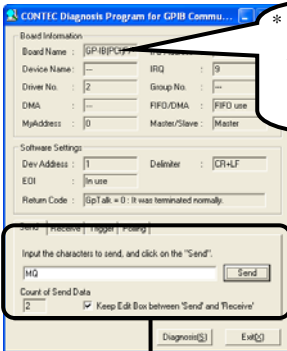 CONTEC Diagnosis Program for GPIB Commu...
*
Board Information
Board Name : GP-IB(PCI)
Device Name : --- IRQ : 9
Driver No. : 2 Group No. : ---
DMA : --- FIFO/DMA : FIFO use
MyAddress : 0 Master/Slave : Master
Software Settings
Dev Address : 1 Delimiter : CR+LF
EOI : In use
Return Code : GpTalk = 0 : It was terminated normally.
Send Receive Trigger Polling
Input the characters to send, and click on the "Send".
MQ Send
Count of Send Data
2 Keep Edit Box between 'Send' and 'Receive'
Diagnosis(S) Exit(X)